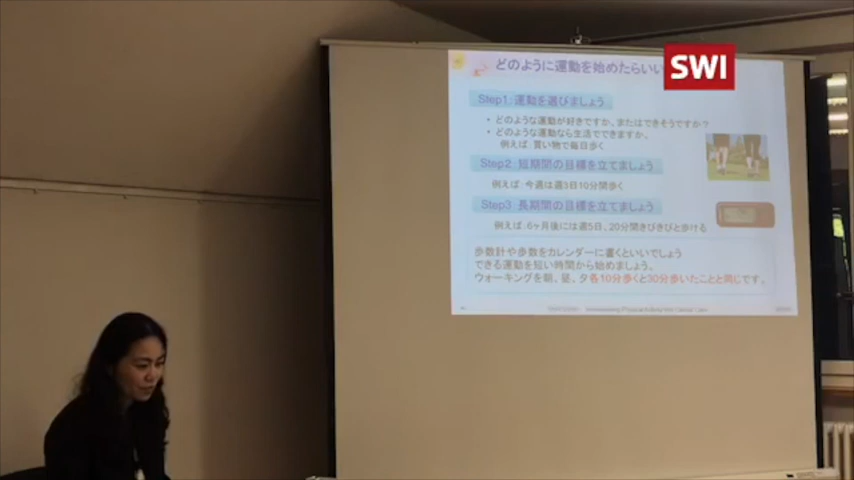 どのように運動を始めたらいい
SWI
Step1:運動を選びましょう
・どのような運動が好きですか、またはできそうですか？
・どのような運動なら生活でできますか。
例えば:買い物で毎日歩く
Step2:短期間の目標を立てましょう
例えば:今週は週3日10分間歩く
Step3:長期間の目標を立てましょう
例えば:6ヶ月後には週5日、20分間きびきびと歩ける
歩数計や歩数をカレンダーに書くといいでしょう
できる運動を短い時間から始めましょう。
ウォーキングを朝、昼、夕各10分歩くと30分歩いたことと同じです。